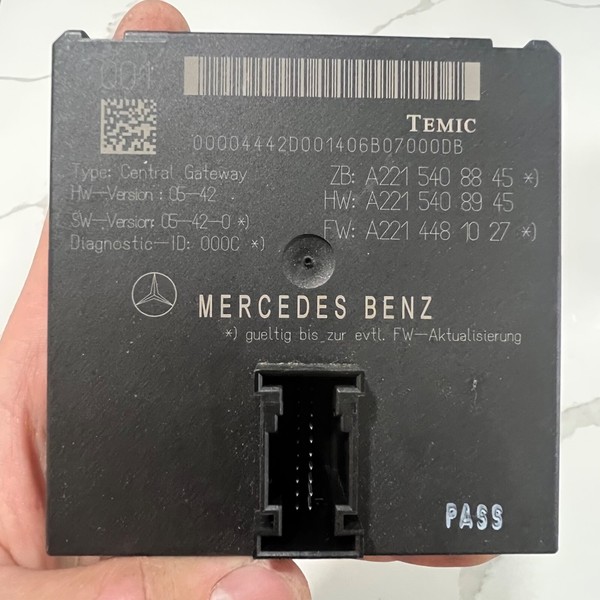 001
TEMIC
00004442D001406B07000DB
Type: Central Gateway
HW-Version: 05-42
SW-Version: 05-42-0 *)
Diagnostic-ID: 000C *)
ZB: A221 540 88 45 *)
HW: A221 540 89 45
FW: A221 448 10 27 *)
MERCEDES BENZ
*) gueltig bis zur evtl. FW-Aktualisierung
PASS